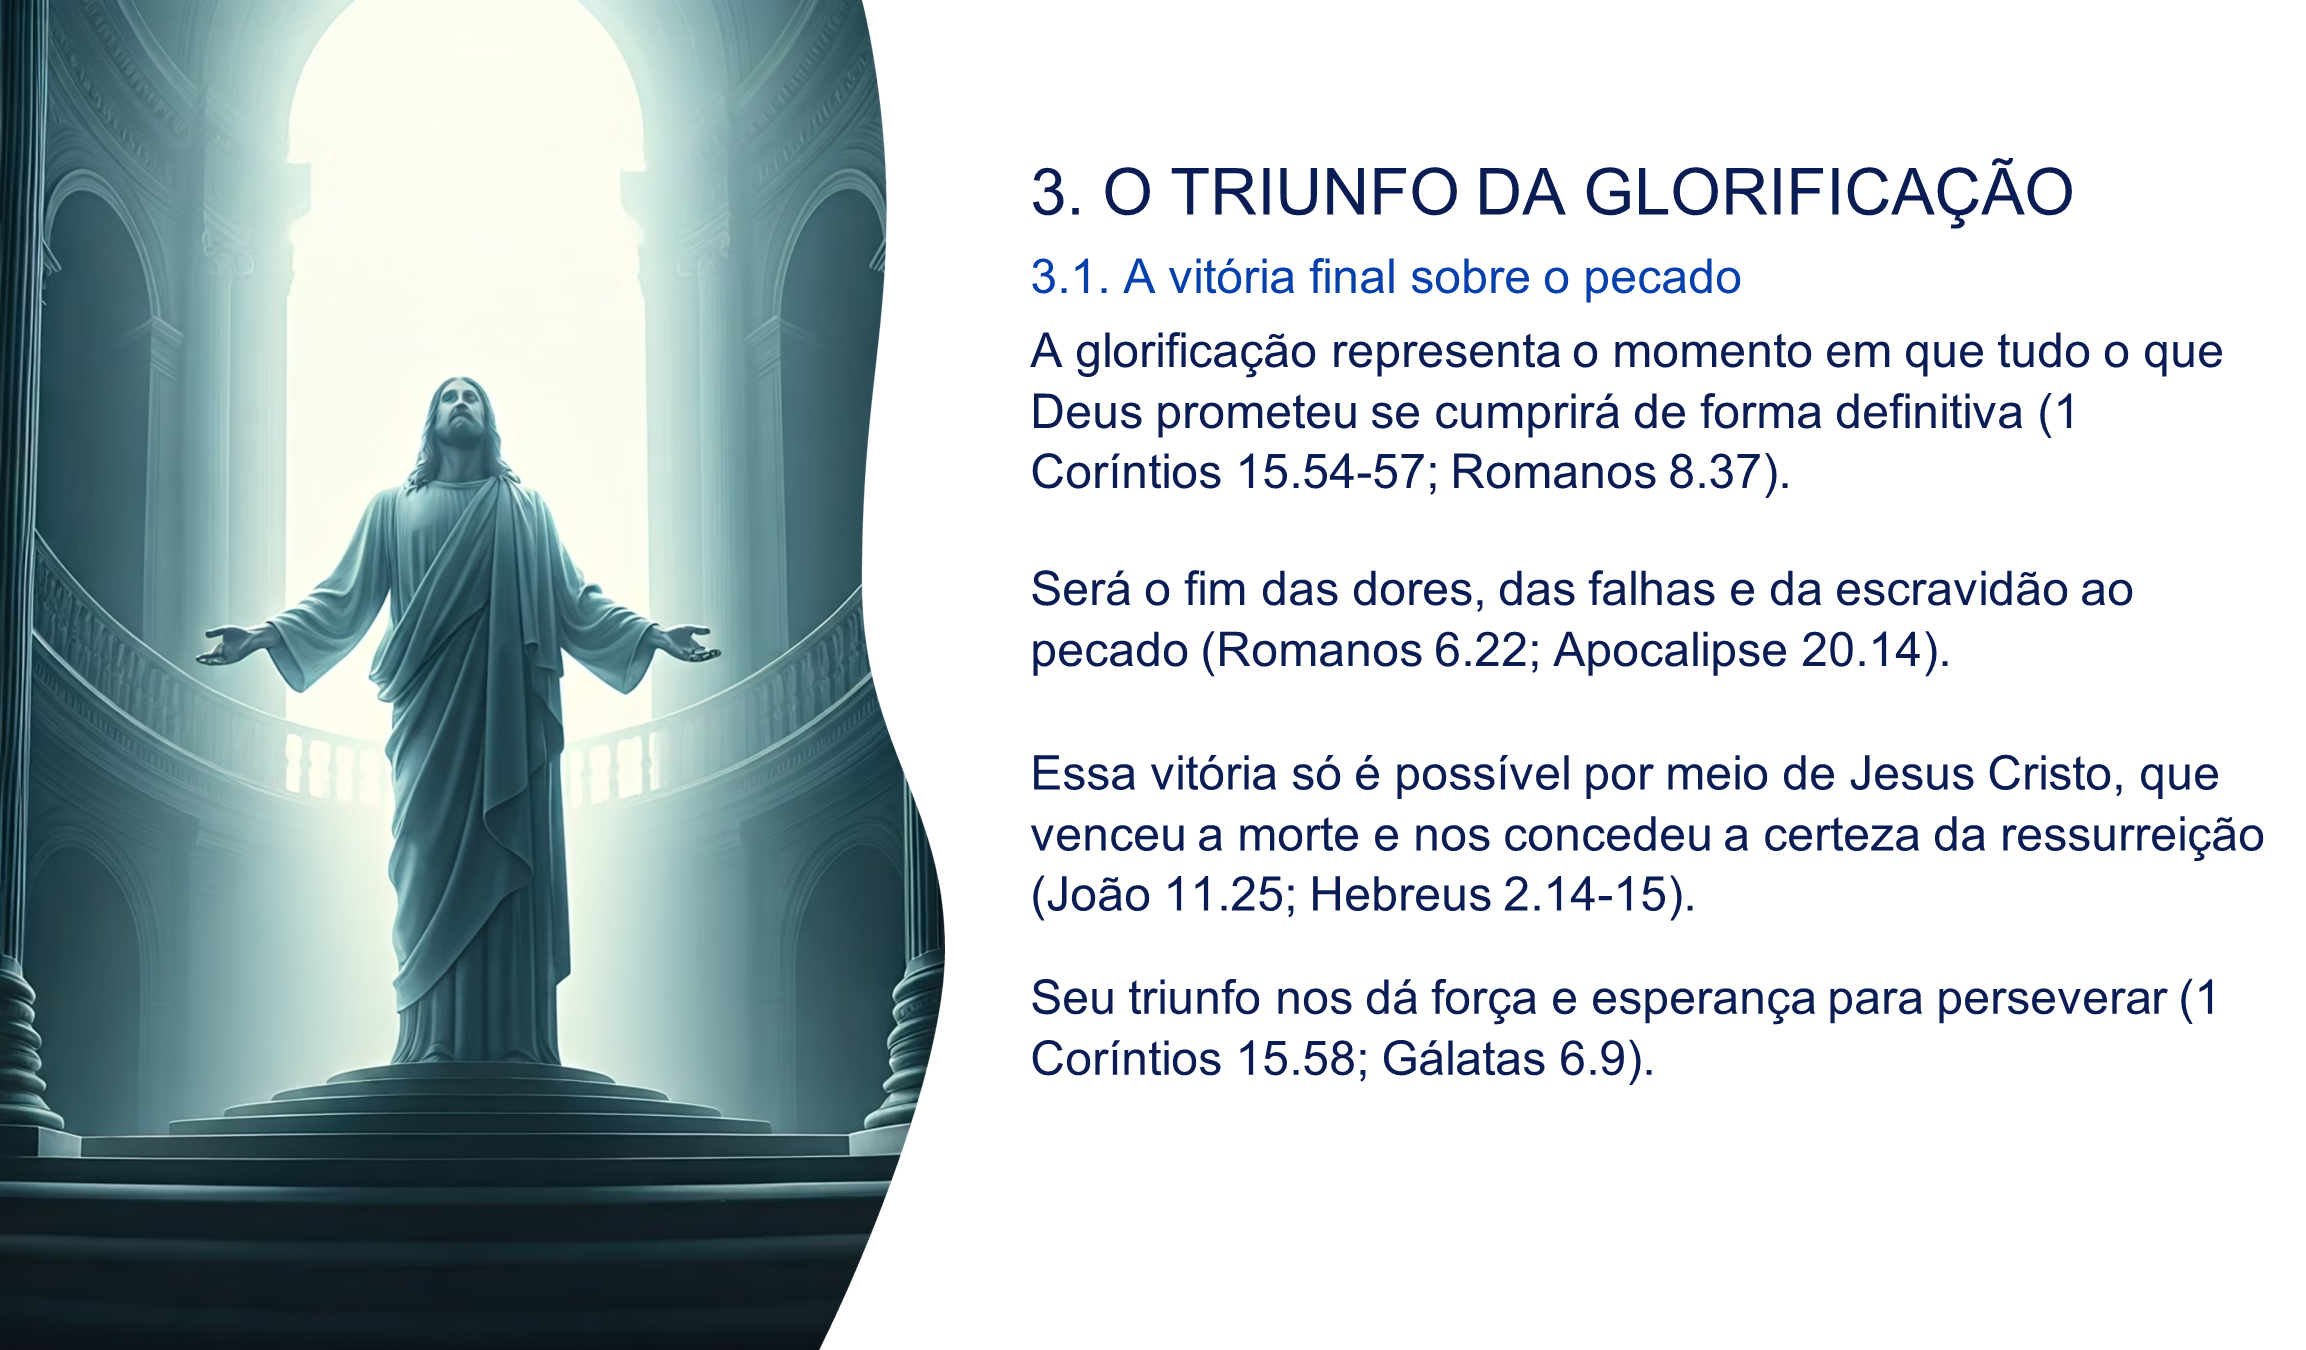 3. O TRIUNFO DA GLORIFICAÇÃO
3.1. A vitória final sobre o pecado
A glorificação representa o momento em que tudo o que
Deus prometeu se cumprirá de forma definitiva (1
Coríntios 15.54-57; Romanos 8.37).
Será o fim das dores, das falhas e da escravidão ao
pecado (Romanos 6.22; Apocalipse 20.14).
Essa vitória só é possível por meio de Jesus Cristo, que
venceu a morte e nos concedeu a certeza da ressurreição
(João 11.25; Hebreus 2.14-15).
Seu triunfo nos dá força e esperança para perseverar (1
Coríntios 15.58; Gálatas 6.9).